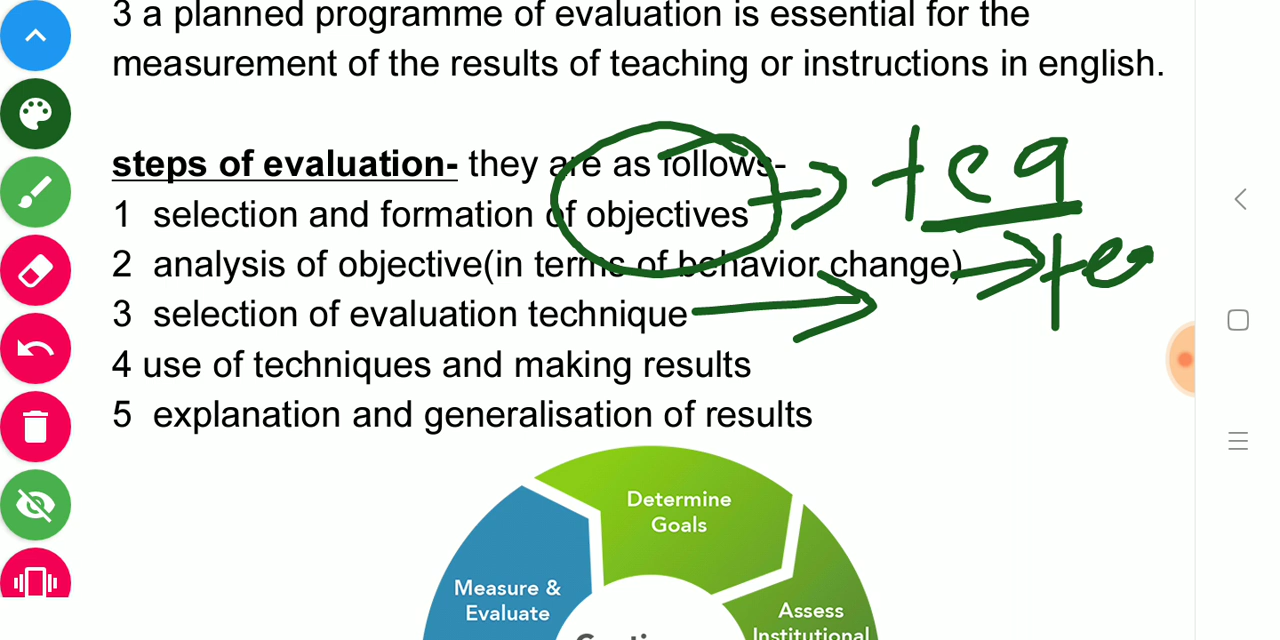 3 a planned programme of evaluation is essential for the
measurement of the results of teaching or instructions in english.
steps of evaluation- they are as follows-
1 selection and formation of objectives
2 analysis of objective(in terms of behavior change)
3 selection of evaluation technique
4 use of techniques and making results
5 explanation and generalisation of results
Determine
Goals
Measure &
Evaluate
Assess
Institutional